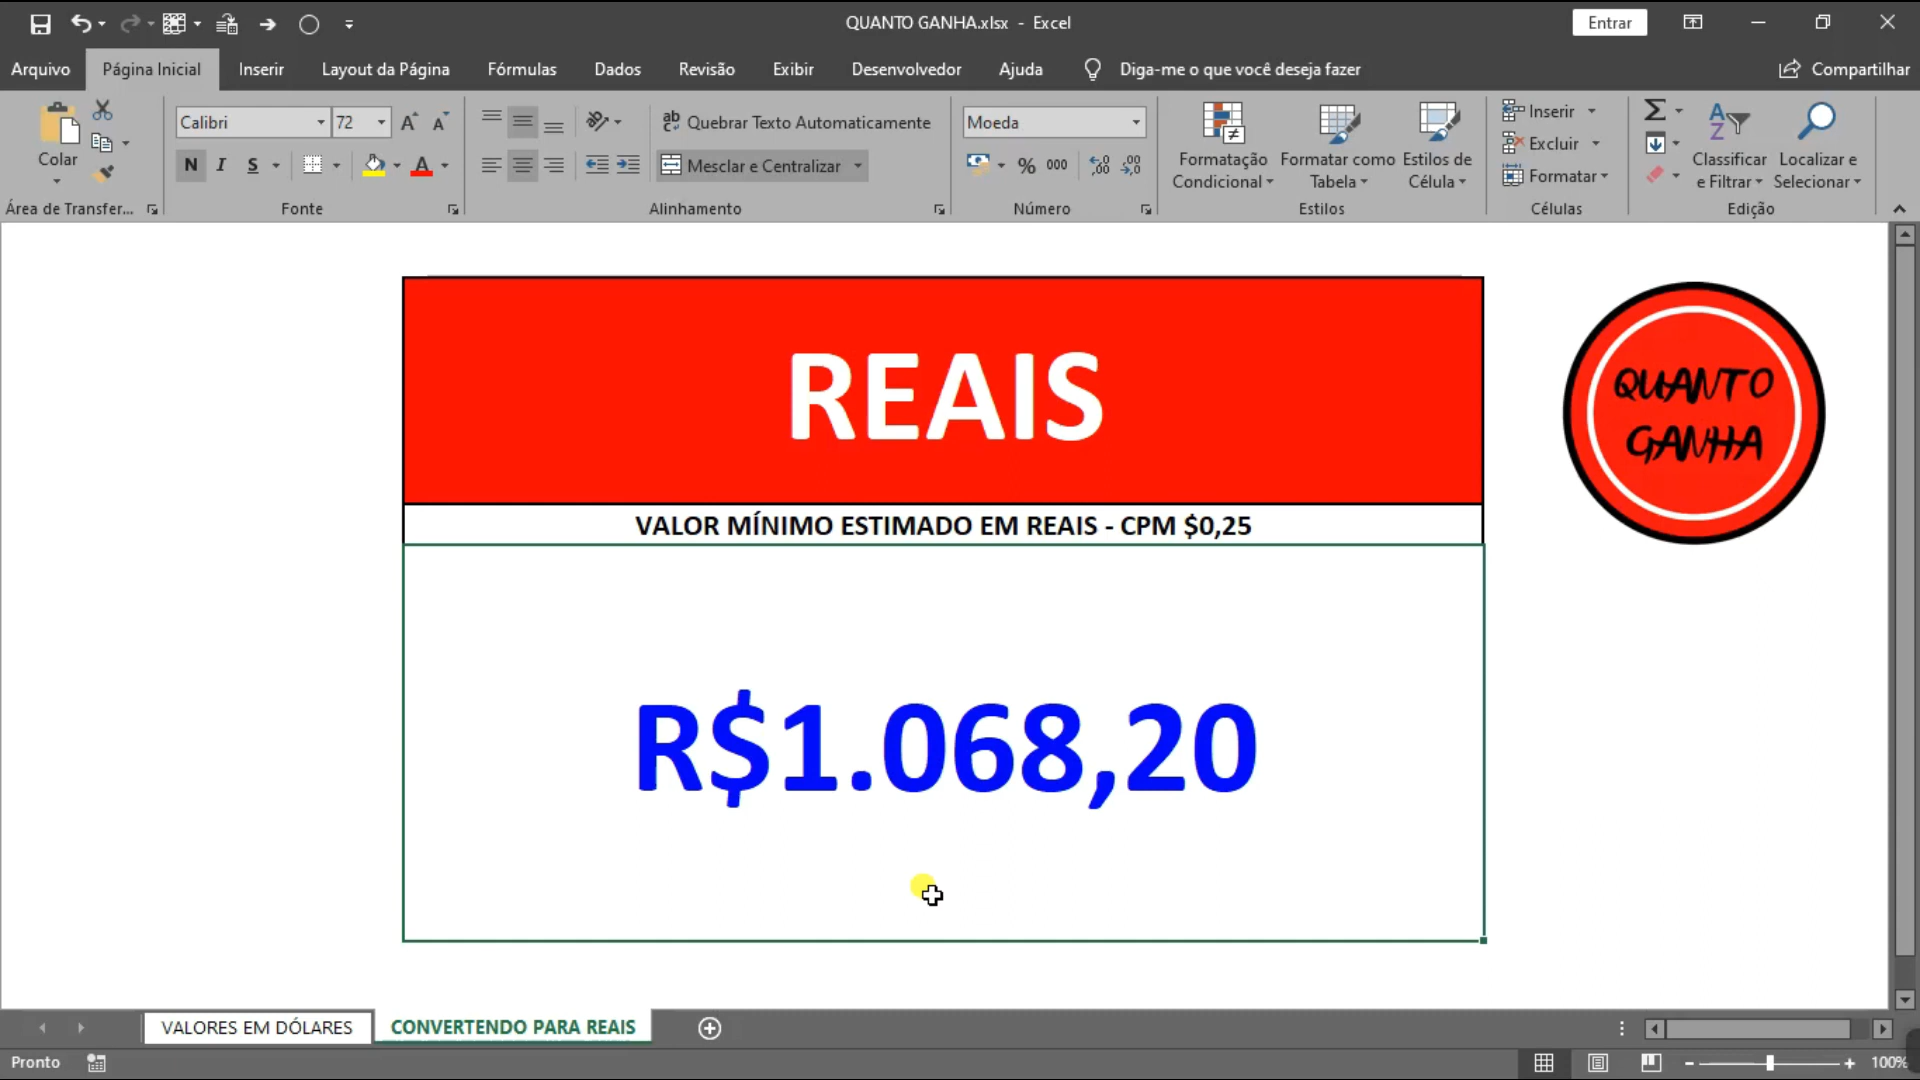 QUANTO GANHA.xlsx - Excel
Entrar
Arquivo Página Inicial Inserir Layout da Página Fórmulas Dados Revisão Exibir Desenvolvedor Ajuda Diga-me o que você deseja fazer Compartilhar
Colar
Área de Transfer...
Calibri 72
N I S
Fonte
Quebrar Texto Automaticamente
Mesclar e Centralizar
Alinhamento
Moeda
% 000 ,00 ,00
Número
Formatação Condicional
Formatar como Tabela
Estilos de Célula
Estilos
Inserir
Excluir
Formatar
Células
Classificar e Filtrar
Localizar e Selecionar
Edição
REAIS
VALOR MÍNIMO ESTIMADO EM REAIS - CPM $0,25
R$1.068,20
QUANTO
GANHA
VALORES EM DÓLARES CONVERTENDO PARA REAIS
Pronto
100%